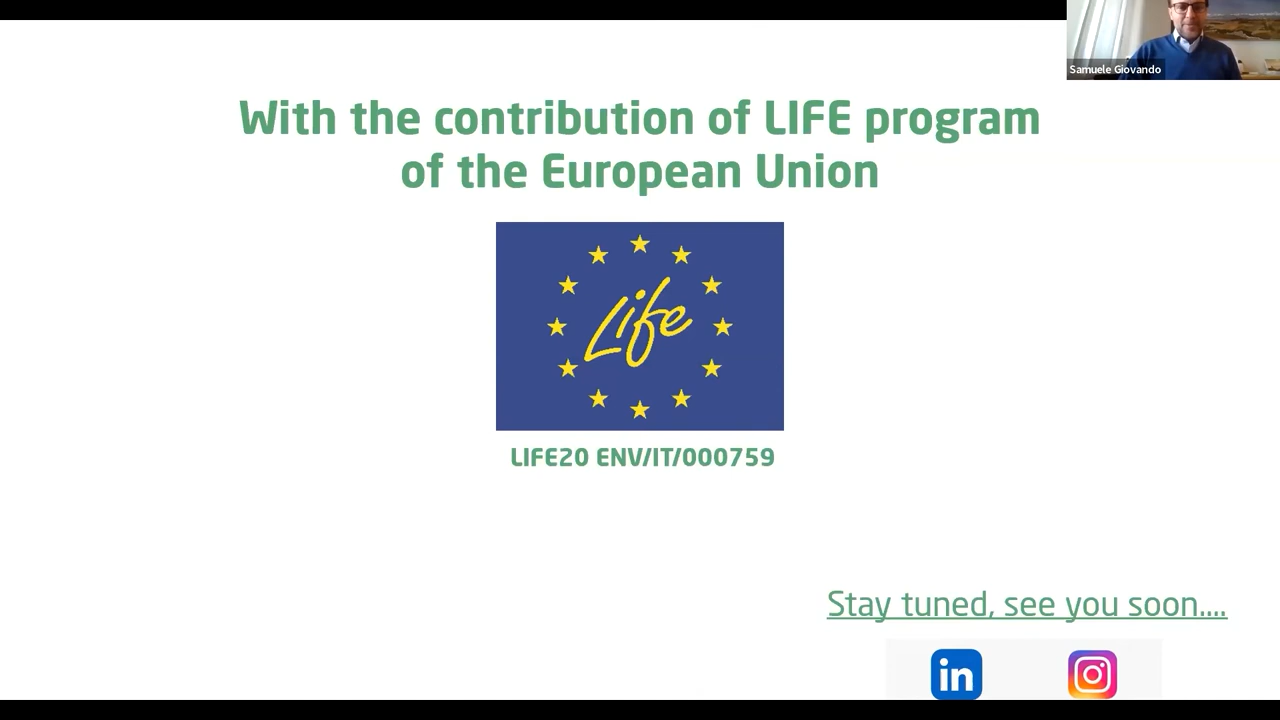 Samuele Giovando
With the contribution of LIFE program
of the European Union
Life
LIFE20 ENV/IT/000759
Stay tuned, see you soon....
in